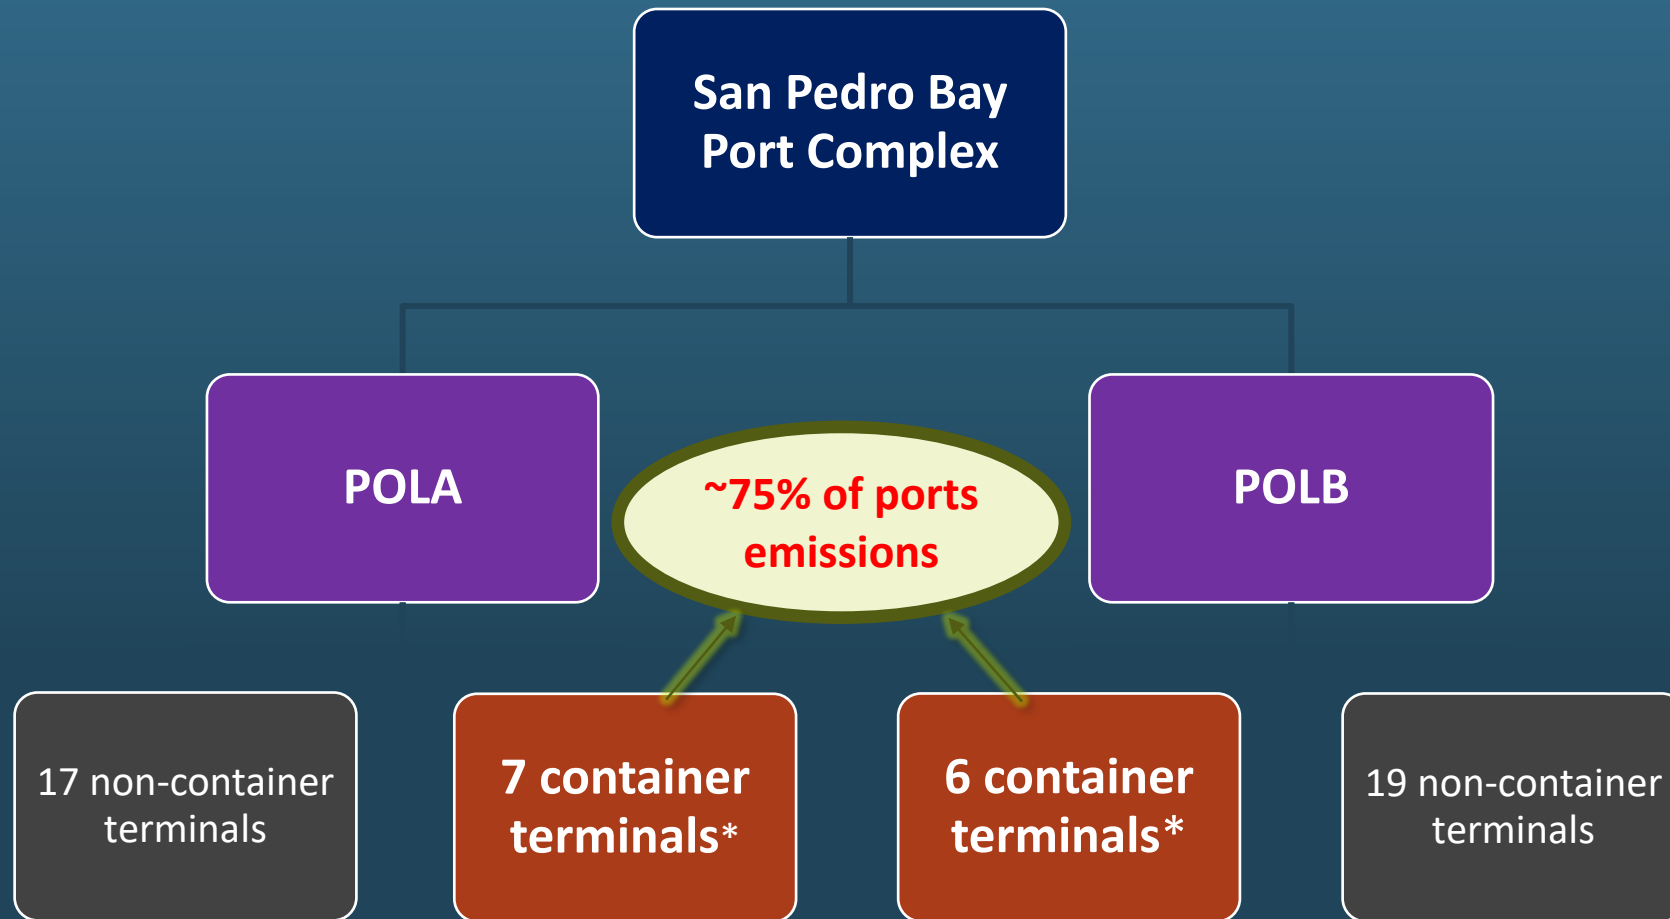 San Pedro Bay
Port Complex
POLA
~75% of ports
emissions
POLB
17 non-container
terminals
7 container
terminals*
6 container
terminals*
19 non-container
terminals